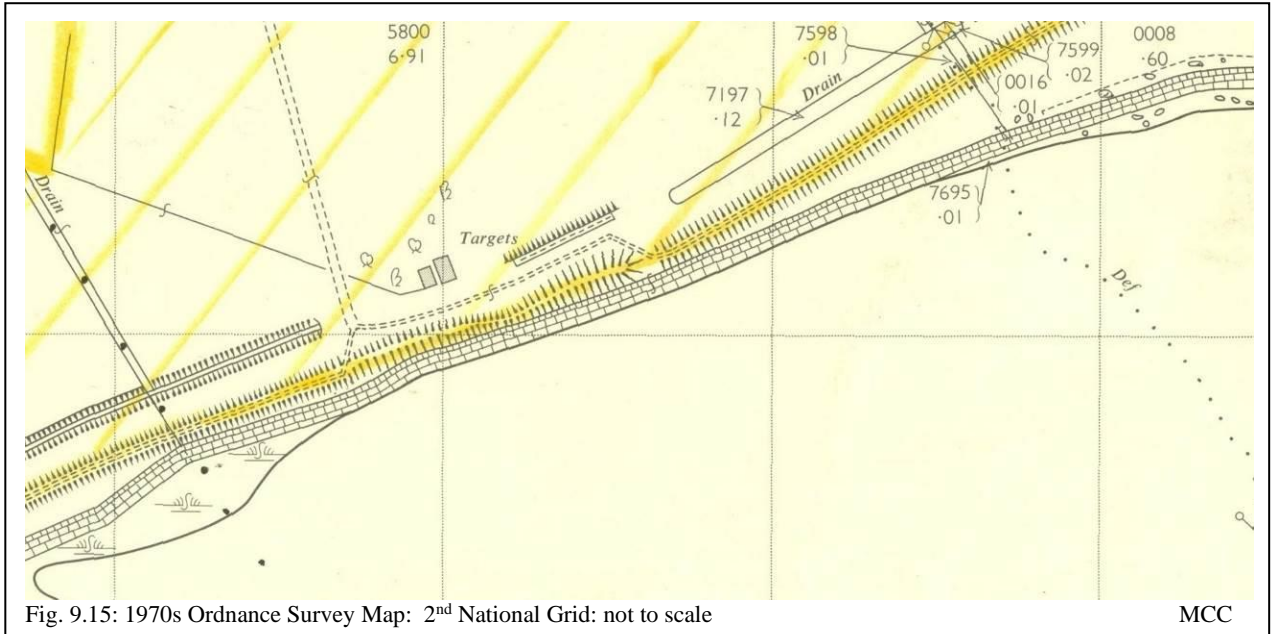 5800
6·91
7598
·01
7599
·02
0008
·60
0016
·01
7197
·12
Drain
Drain
7695
·01
Targets
Def
Fig. 9.15: 1970s Ordnance Survey Map: 2nd National Grid: not to scale MCC